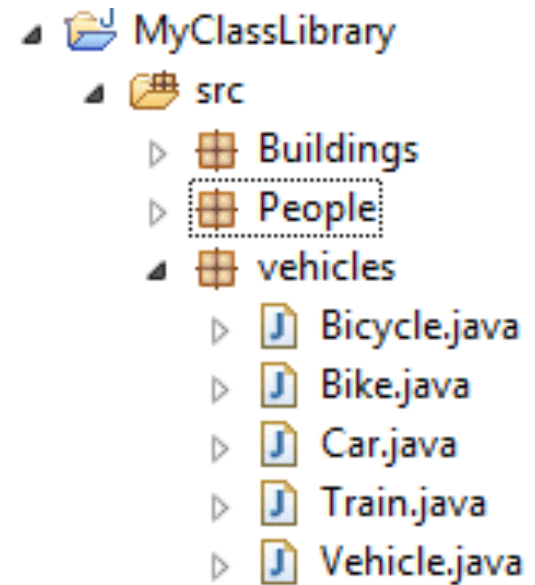 MyClassLibrary
src
Buildings
People
vehicles
Bicycle.java
Bike.java
Car.java
Train.java
Vehicle.java